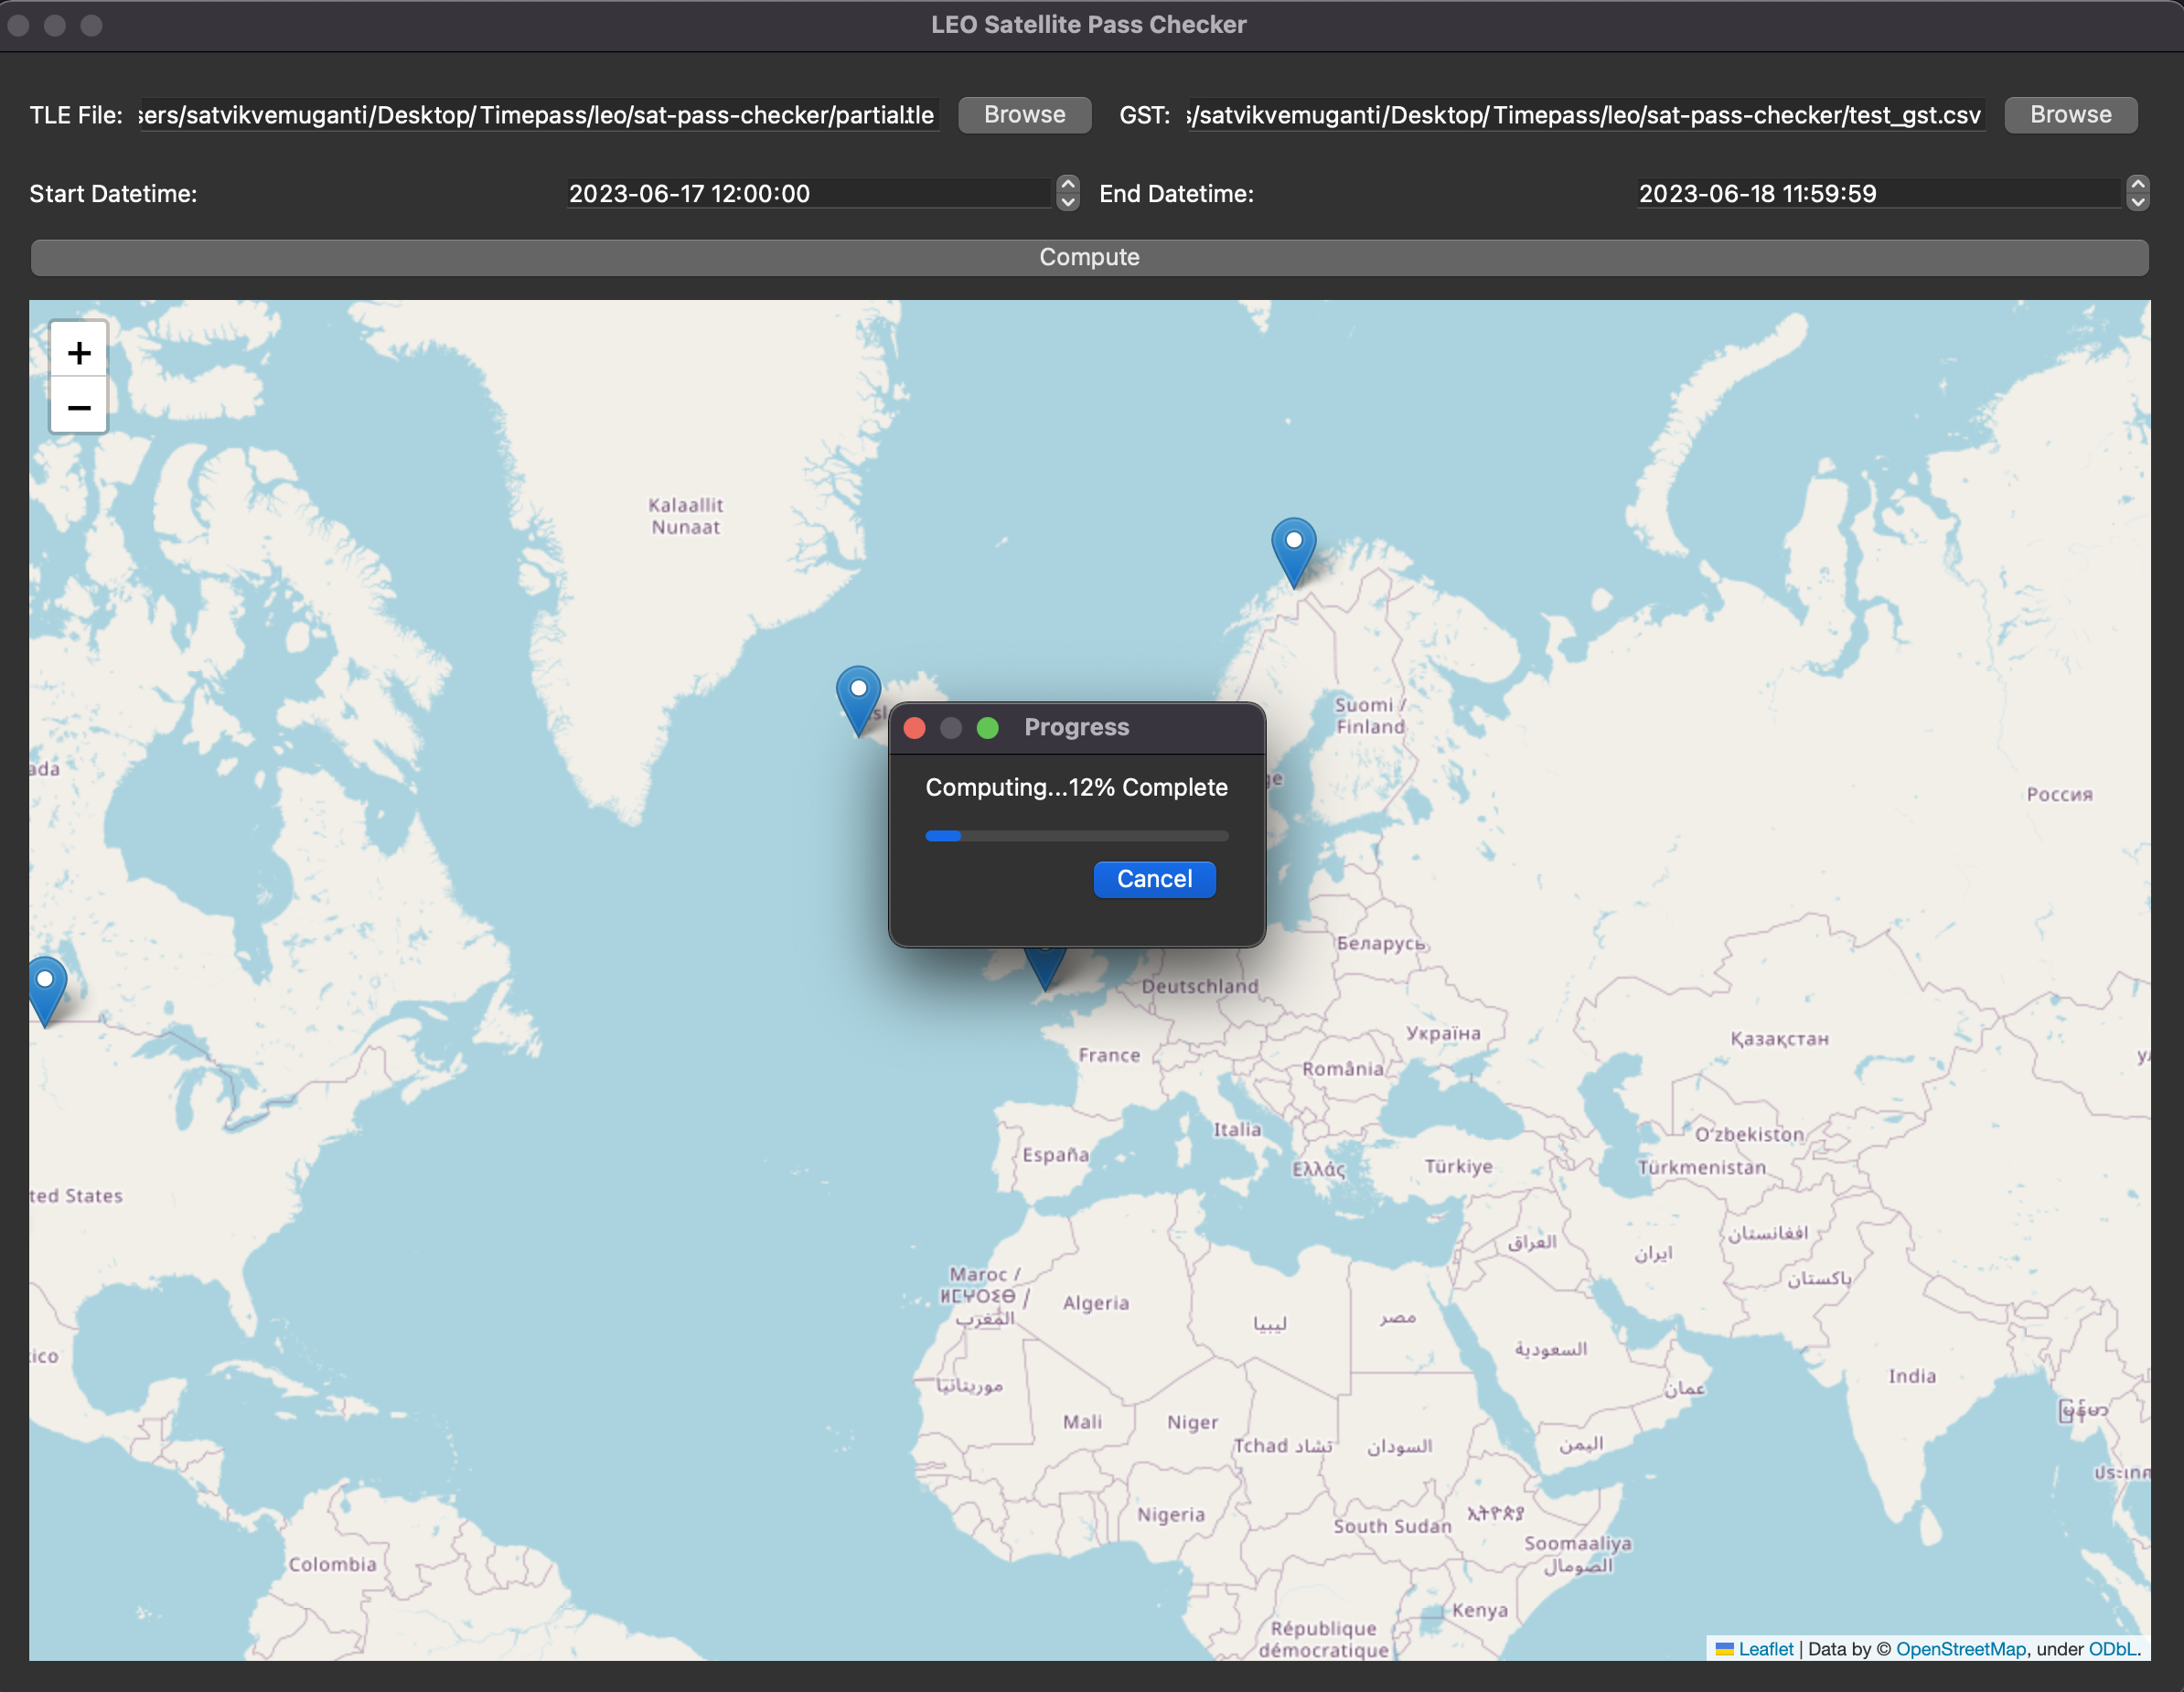 LEO Satellite Pass Checker
TLE File: sers/satvikvemuganti/Desktop/Timepass/leo/sat-pass-checker/partial.tle Browse GST: s/satvikvemuganti/Desktop/Timepass/leo/sat-pass-checker/test_gst.csv Browse
Start Datetime: 2023-06-17 12:00:00 End Datetime: 2023-06-18 11:59:59
Compute
+
−
Kalaallit
Nunaat
Suomi /
Finland
Progress
Computing...12% Complete
Cancel
ada
Россия
Беларусь
Deutschland
Україна
Қазақстан
France
România
Italia
O'zbekiston
España
Ελλάς
Türkiye
Türkmenistan
ted States
افغانستان
العراق
ایران
پاکستان
Maroc /
ⵍⵎⵖⵔⵉⴱ /
المغرب
Algeria
ليبيا
مصر
السعودية
ico
موريتانيا
عمان
India
မြန်မာ
Mali
Niger
Tchad تشاد
السودان
اليمن
Nigeria
South Sudan
ኢትዮጵያ
Soomaaliya
الصومال
Colombia
Kenya
République
démocratique
Leaflet | Data by © OpenStreetMap, under ODbL.